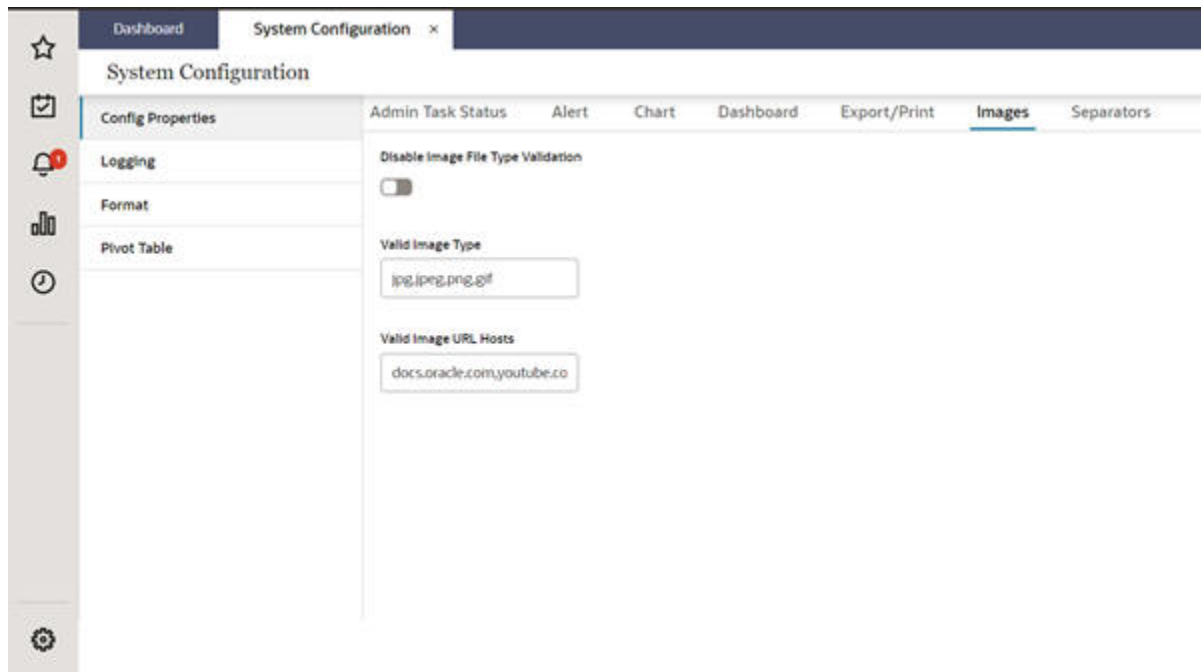 Dashboard
System Configuration ×
System Configuration
Config Properties
Logging
Format
Pivot Table
Admin Task Status Alert Chart Dashboard Export/Print Images Separators
Disable Image File Type Validation
Valid Image Type
jpg,jpeg,png,gif
Valid Image URL Hosts
docs.oracle.com,youtube.co
1